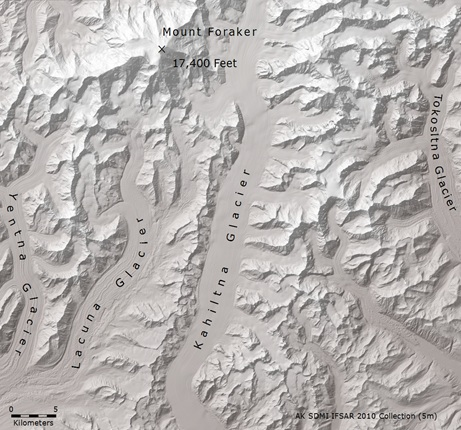 Mount Foraker
17,400 Feet
Tokositna Glacier
Yentna Glacier
Lacuna Glacier
Kahiltna Glacier
0 5
Kilometers
AK SDMI IFSAR 2010 Collection (5m)